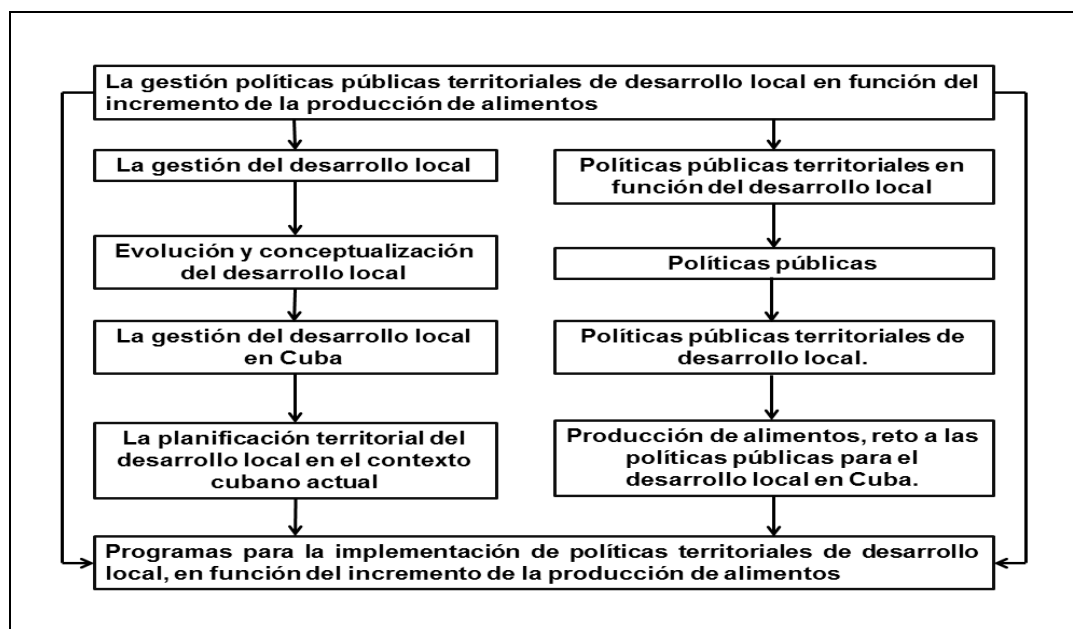 La gestión políticas públicas territoriales de desarrollo local en función del
incremento de la producción de alimentos
La gestión del desarrollo local
Evolución y conceptualización
del desarrollo local
La gestión del desarrollo local
en Cuba
La planificación territorial del
desarrollo local en el contexto
cubano actual
Políticas públicas territoriales en
función del desarrollo local
Políticas públicas
Políticas públicas territoriales de
desarrollo local.
Producción de alimentos, reto a las
políticas públicas para el
desarrollo local en Cuba.
Programas para la implementación de políticas territoriales de desarrollo
local, en función del incremento de la producción de alimentos